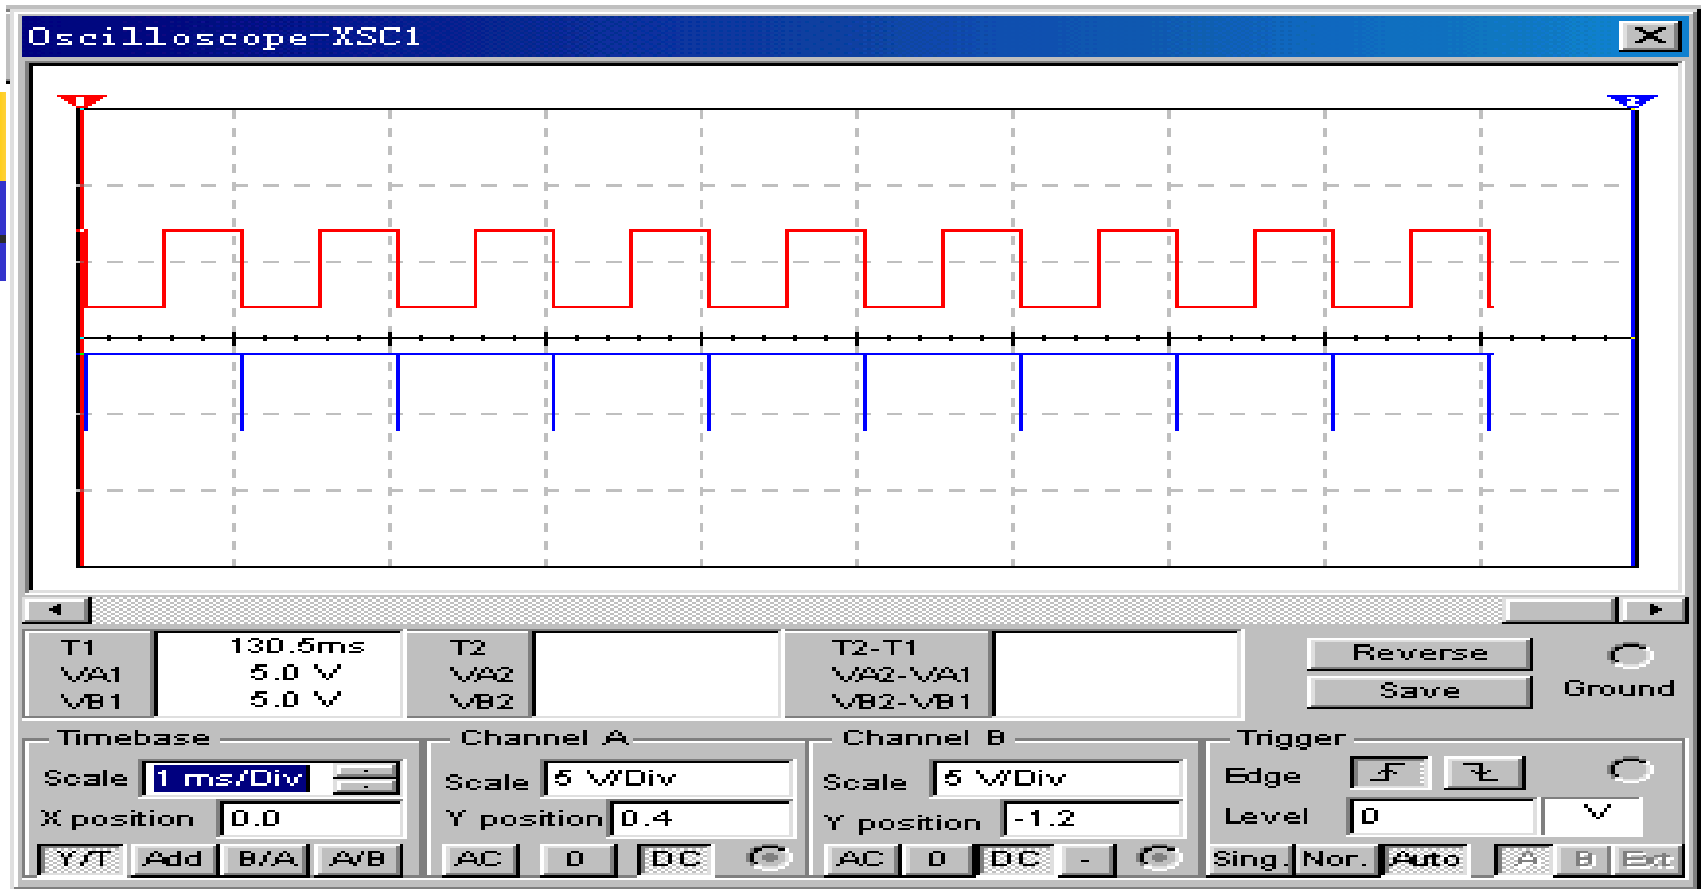 Oscilloscope-XSC1
1
2
T1 130.5ms T2 T2-T1 Reverse
VA1 5.0 V VA2 VA2-VA1
VB1 5.0 V VB2 VB2-VB1 Save Ground
Timebase Channel A Channel B Trigger
Scale 1 ms/Div Scale 5 V/Div Scale 5 V/Div Edge
X position 0.0 Y position 0.4 Y position -1.2 Level 0 V
Y/T Add B/A A/B AC 0 DC AC 0 DC - Sing. Nor. Auto A B Ext